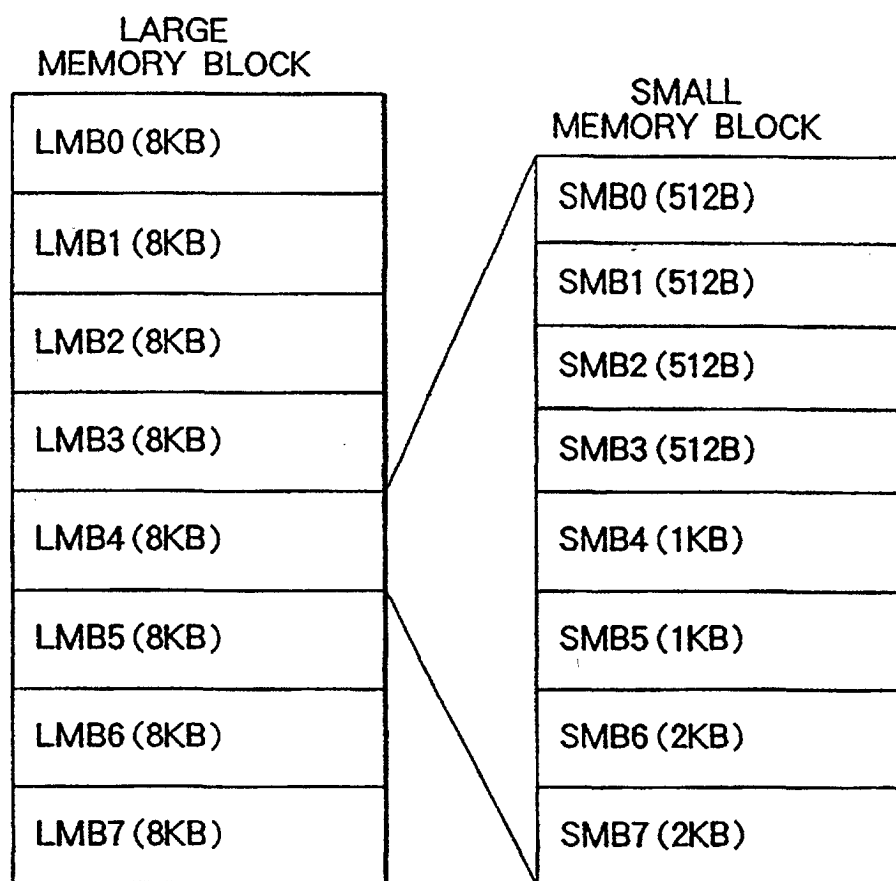 LARGE
MEMORY BLOCK
LMB0 (8KB)
LMB1 (8KB)
LMB2 (8KB)
LMB3 (8KB)
LMB4 (8KB)
LMB5 (8KB)
LMB6 (8KB)
LMB7 (8KB)
SMALL
MEMORY BLOCK
SMB0 (512B)
SMB1 (512B)
SMB2 (512B)
SMB3 (512B)
SMB4 (1KB)
SMB5 (1KB)
SMB6 (2KB)
SMB7 (2KB)